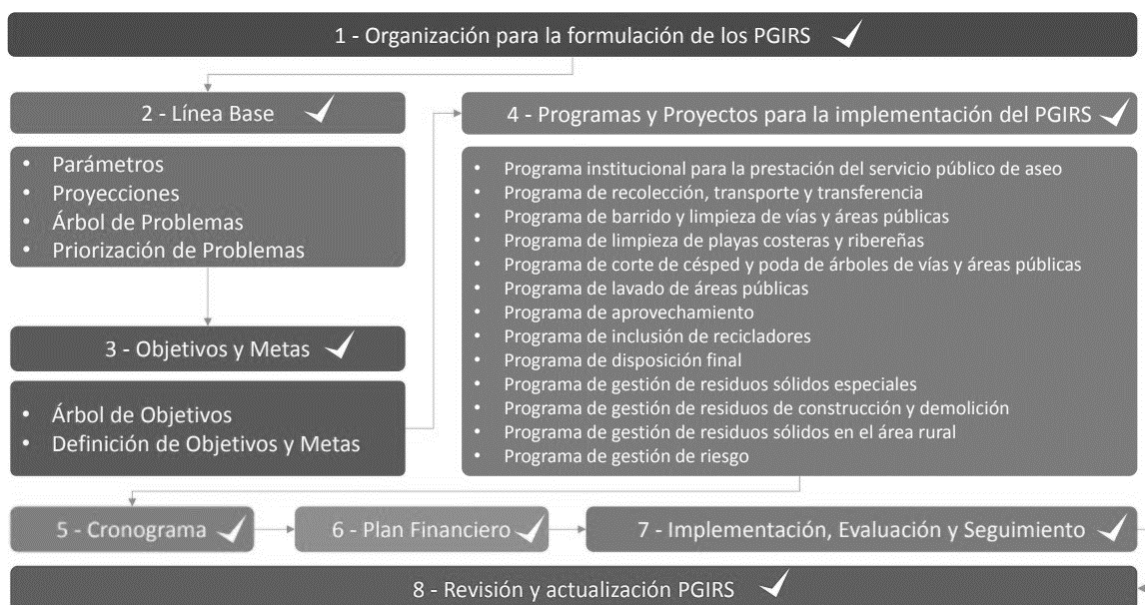 1 - Organización para la formulación de los PGIRS
2 - Línea Base
• Parámetros
• Proyecciones
• Árbol de Problemas
• Priorización de Problemas
3 - Objetivos y Metas
• Árbol de Objetivos
• Definición de Objetivos y Metas
4 - Programas y Proyectos para la implementación del PGIRS
• Programa institucional para la prestación del servicio público de aseo
• Programa de recolección, transporte y transferencia
• Programa de barrido y limpieza de vías y áreas públicas
• Programa de limpieza de playas costeras y ribereñas
• Programa de corte de césped y poda de árboles de vías y áreas públicas
• Programa de lavado de áreas públicas
• Programa de aprovechamiento
• Programa de inclusión de recicladores
• Programa de disposición final
• Programa de gestión de residuos sólidos especiales
• Programa de gestión de residuos de construcción y demolición
• Programa de gestión de residuos sólidos en el área rural
• Programa de gestión de riesgo
5 - Cronograma
6 - Plan Financiero
7 - Implementación, Evaluación y Seguimiento
8 - Revisión y actualización PGIRS